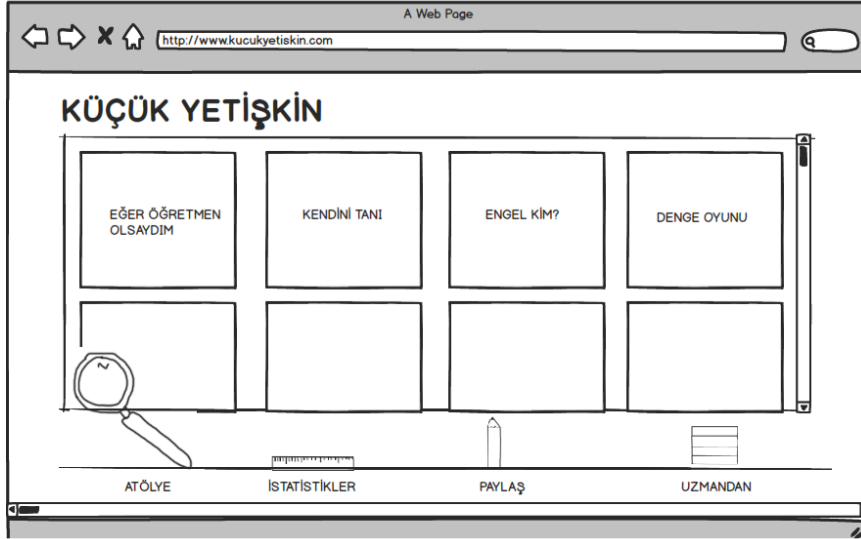 A Web Page
http://www.kucukyetiskin.com
KÜÇÜK YETİŞKİN
EĞER ÖĞRETMEN
OLSAYDIM
KENDİNİ TANI
ENGEL KİM?
DENGE OYUNU
ATÖLYE
İSTATİSTİKLER
PAYLAŞ
UZMANDAN